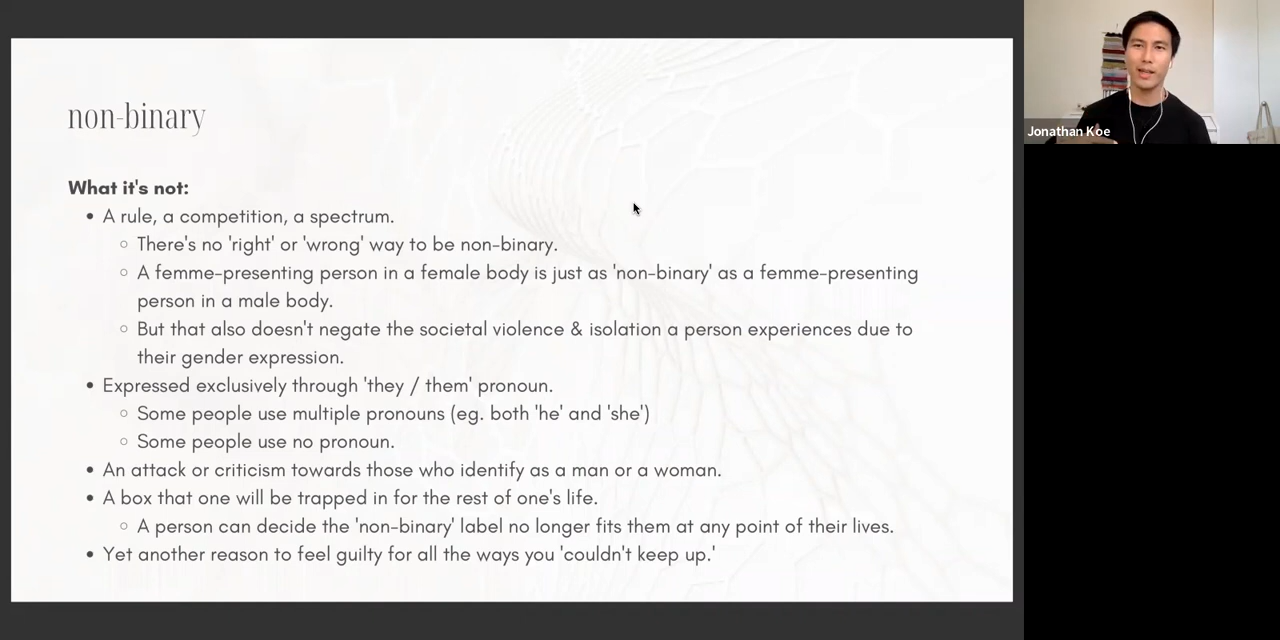 non-binary
What it's not:
• A rule, a competition, a spectrum.
○ There's no 'right' or 'wrong' way to be non-binary.
○ A femme-presenting person in a female body is just as 'non-binary' as a femme-presenting
person in a male body.
○ But that also doesn't negate the societal violence & isolation a person experiences due to
their gender expression.
• Expressed exclusively through 'they / them' pronoun.
○ Some people use multiple pronouns (eg. both 'he' and 'she')
○ Some people use no pronoun.
• An attack or criticism towards those who identify as a man or a woman.
• A box that one will be trapped in for the rest of one's life.
○ A person can decide the 'non-binary' label no longer fits them at any point of their lives.
• Yet another reason to feel guilty for all the ways you 'couldn't keep up.'
Jonathan Koe